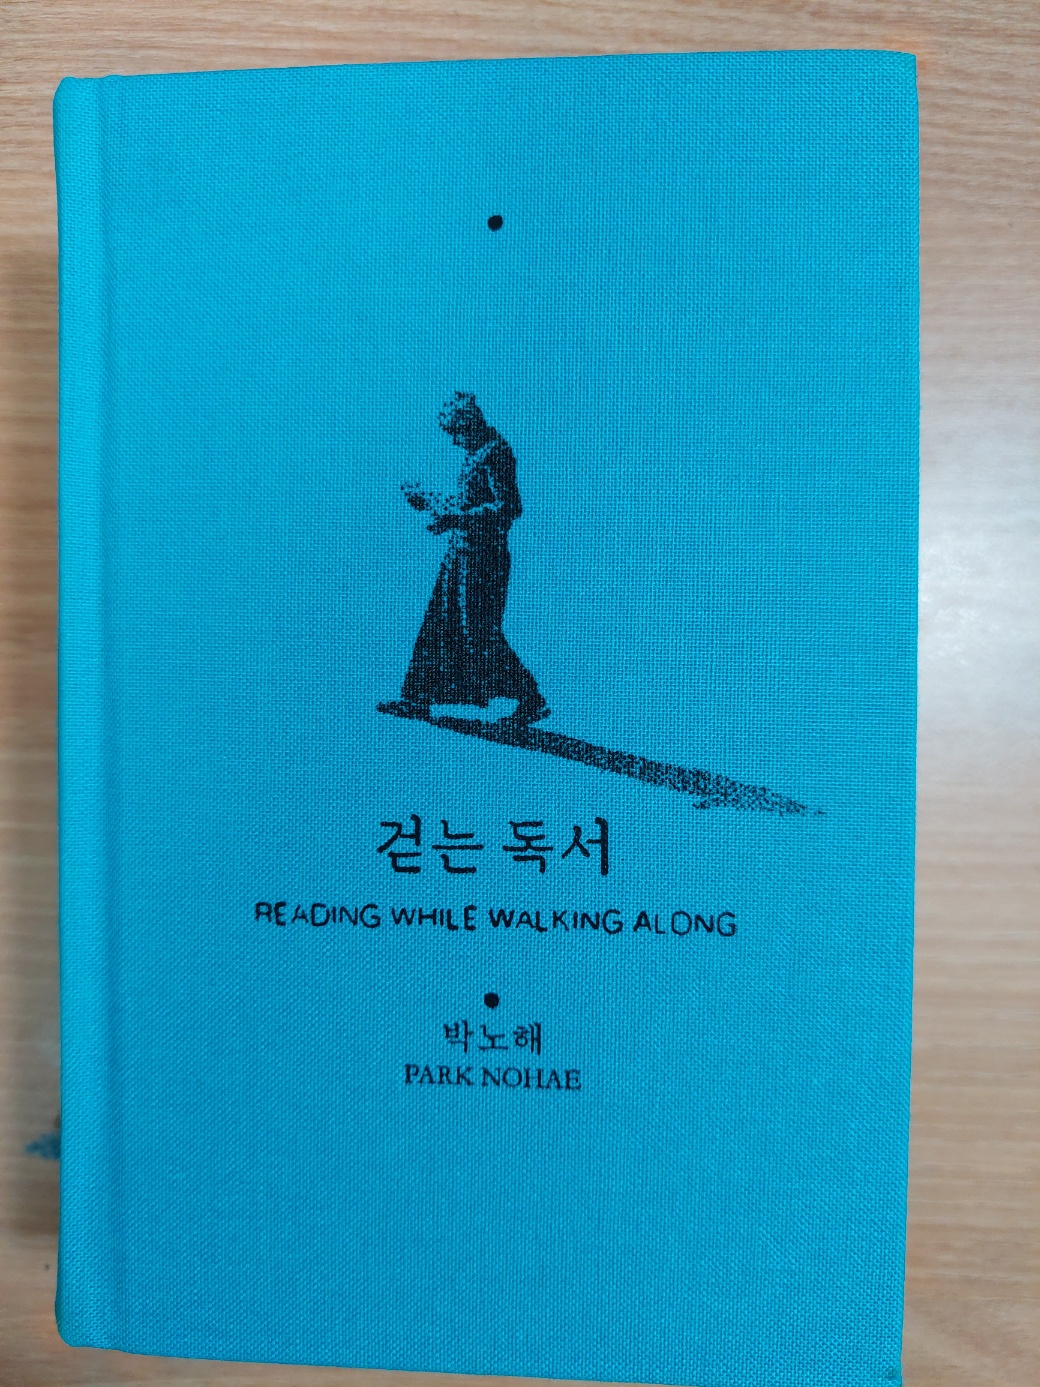 걷는 독서
READING WHILE WALKING ALONG
박노해
PARK NOHAE